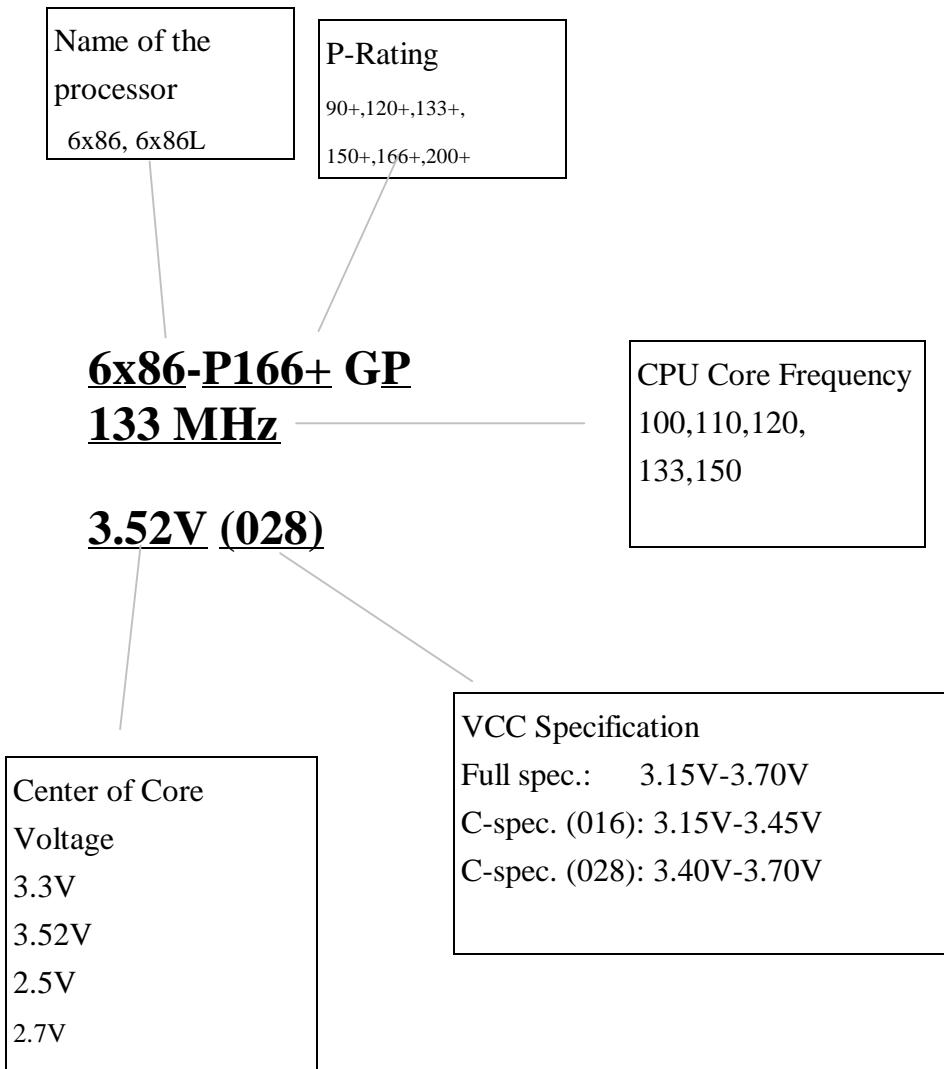 Name of the
processor
6x86, 6x86L
P-Rating
90+,120+,133+,
150+,166+,200+
6x86-P166+ GP
133 MHz
CPU Core Frequency
100,110,120,
133,150
3.52V (028)
VCC Specification
Full spec.: 3.15V-3.70V
C-spec. (016): 3.15V-3.45V
C-spec. (028): 3.40V-3.70V
Center of Core
Voltage
3.3V
3.52V
2.5V
2.7V